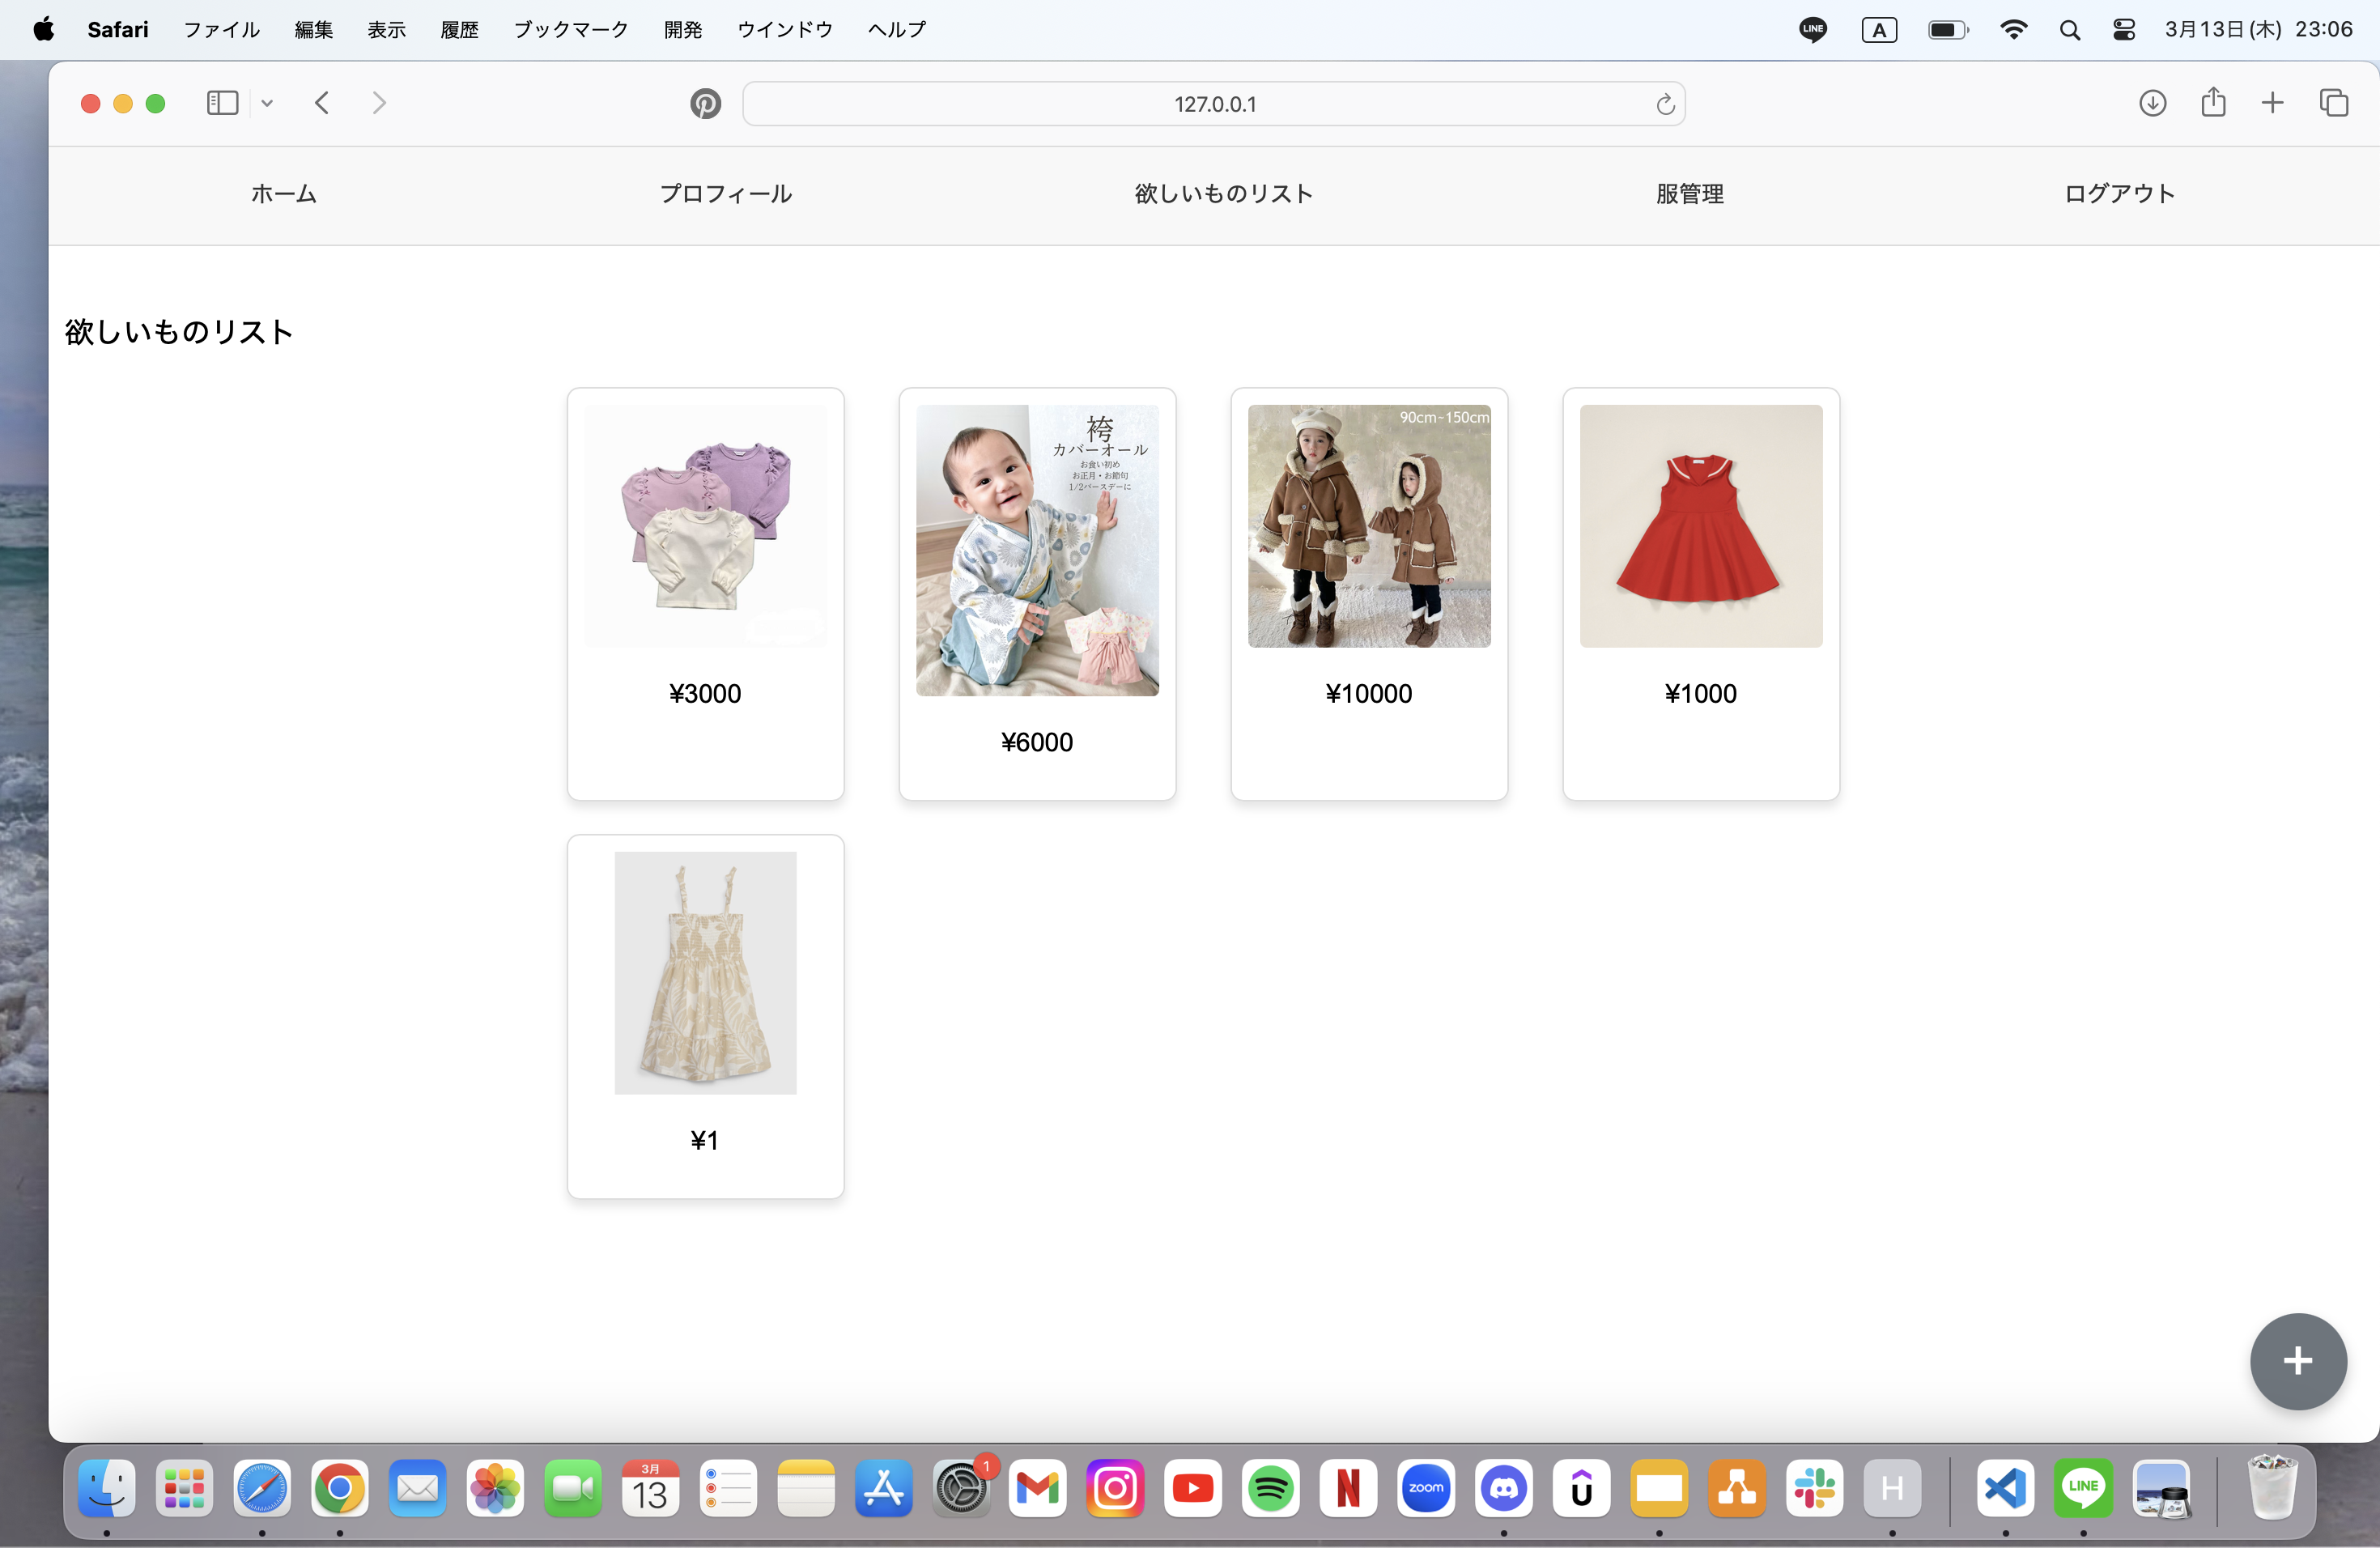 Safari ファイル 編集 表示 履歴 ブックマーク 開発 ウインドウ ヘルプ LINE A 3月13日(木) 23:06
127.0.0.1
ホーム プロフィール 欲しいものリスト 服管理 ログアウト
欲しいものリスト
袴
カバーオール
お食い初め
お正月・お節句
1/2バースデーに
90cm~150cm
¥3000
¥6000
¥10000
¥1000
¥1
+
3月
13
1
zoom
H
LINE